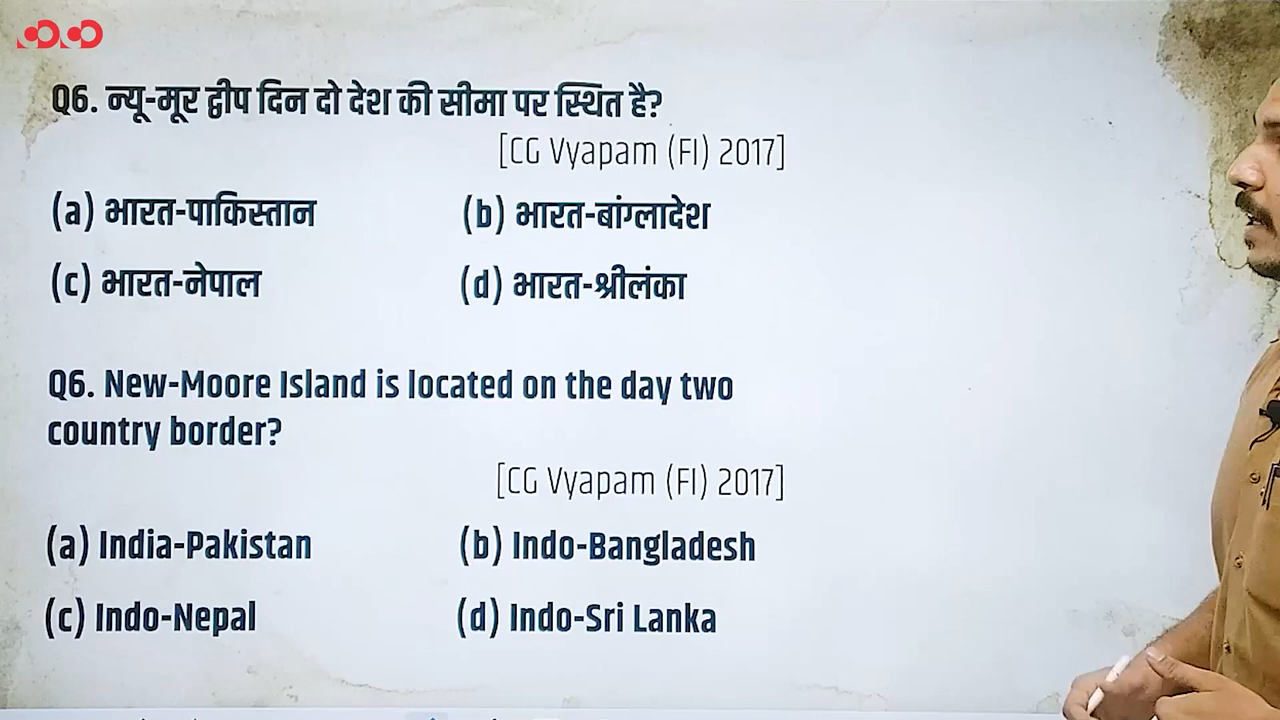 Q6. न्यू-मूर द्वीप दिन दो देश की सीमा पर स्थित है?
[CG Vyapam (FI) 2017]
(a) भारत-पाकिस्तान (b) भारत-बांग्लादेश
(c) भारत-नेपाल (d) भारत-श्रीलंका
Q6. New-Moore Island is located on the day two
country border?
[CG Vyapam (FI) 2017]
(a) India-Pakistan (b) Indo-Bangladesh
(c) Indo-Nepal (d) Indo-Sri Lanka